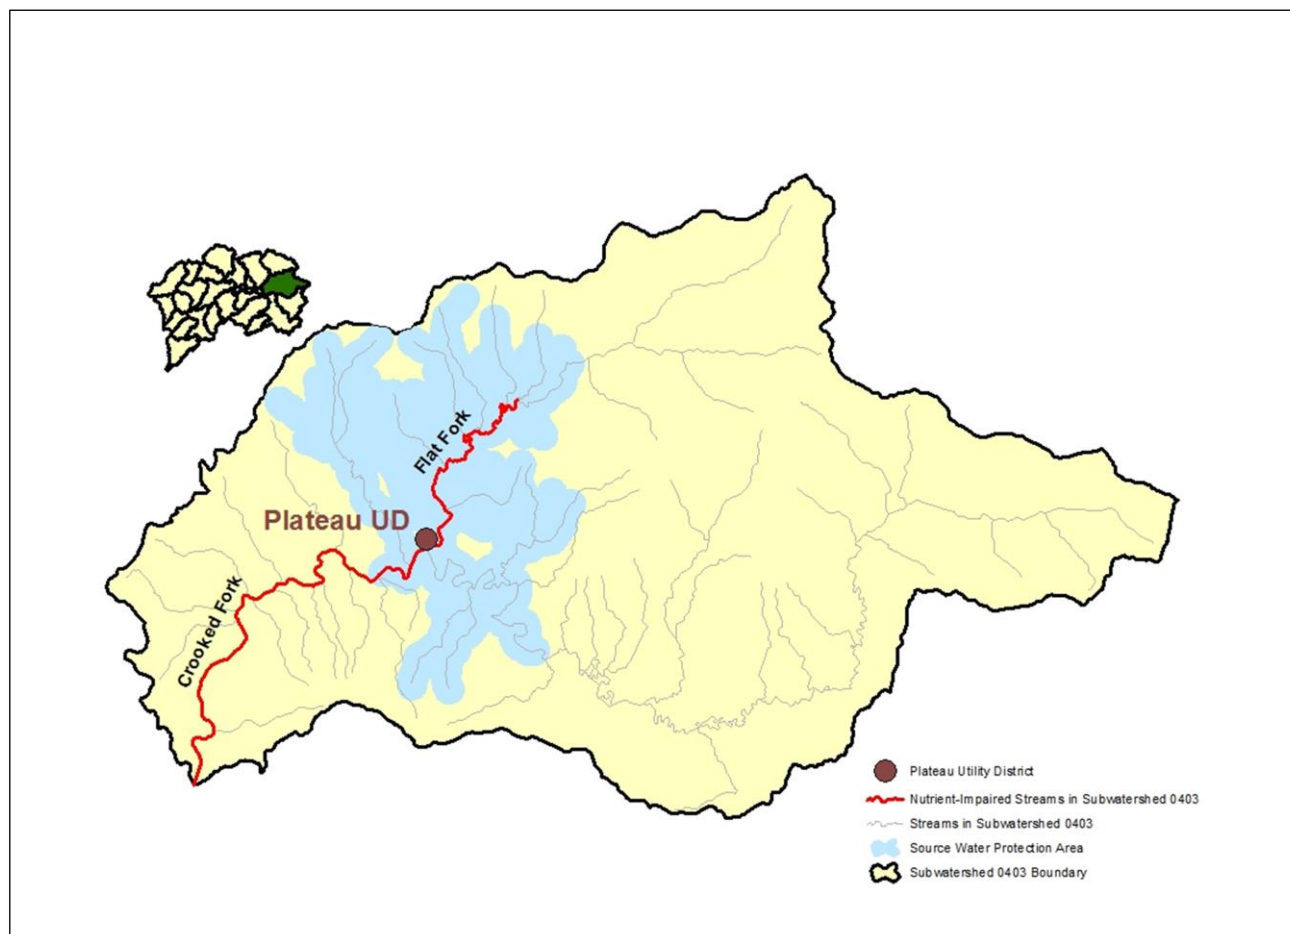 Flat Fork
Plateau UD
Crooked Fork
Plateau Utility District
Nutrient-Impaired Streams in Subwatershed 0403
Streams in Subwatershed 0403
Source Water Protection Area
Subwatershed 0403 Boundary